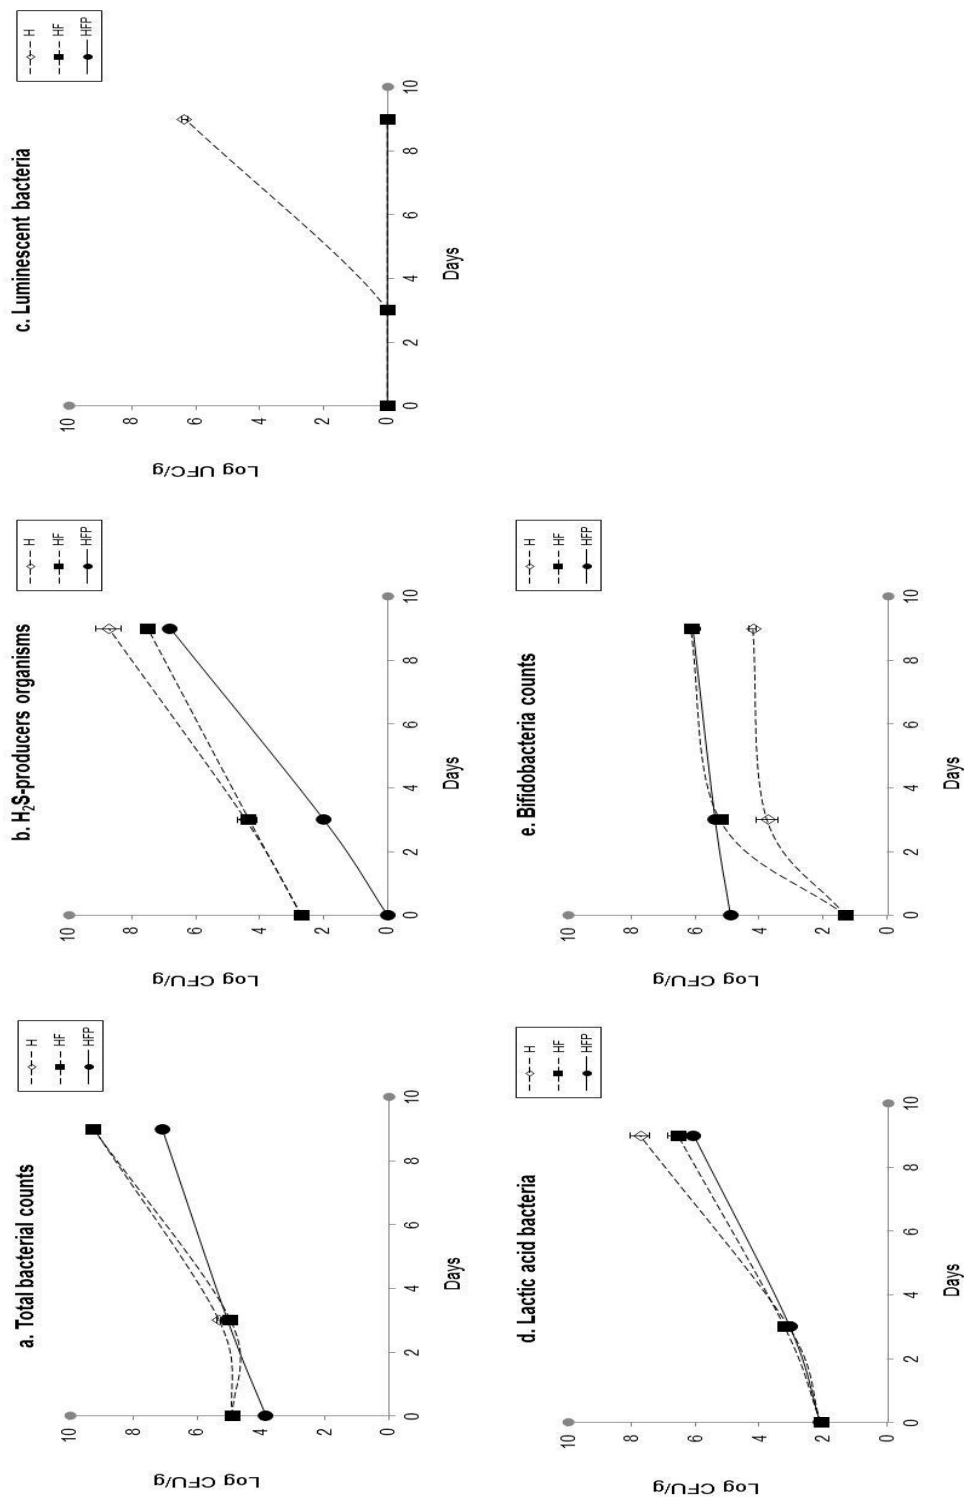 a. Total bacterial counts
H
HF
HFP
Log CFU/g
10
8
6
4
2
0
0 2 4 6 8 10
Days
b. H₂S-producers organisms
H
HF
HFP
Log CFU/g
10
8
6
4
2
0
0 2 4 6 8 10
Days
c. Luminescent bacteria
H
HF
HFP
Log UFC/g
10
8
6
4
2
0
0 2 4 6 8 10
Days
d. Lactic acid bacteria
H
HF
HFP
Log CFU/g
10
8
6
4
2
0
0 2 4 6 8 10
Days
e. Bifidobacteria counts
H
HF
HFP
Log CFU/g
10
8
6
4
2
0
0 2 4 6 8 10
Days